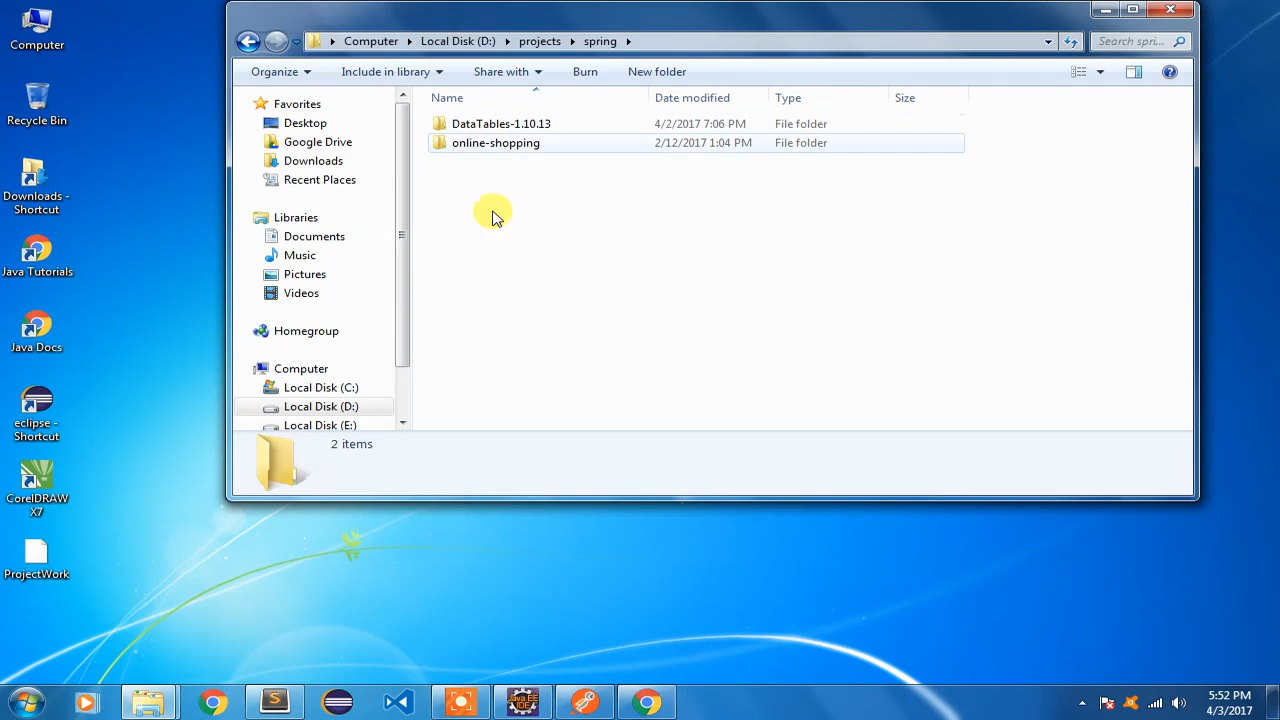 Computer
Recycle Bin
Downloads -
Shortcut
Java Tutorials
Java Docs
eclipse -
Shortcut
CorelDRAW
X7
ProjectWork
Computer Local Disk (D:) projects spring
Search spri...
Organize Include in library Share with Burn New folder
Favorites
Desktop
Google Drive
Downloads
Recent Places
Libraries
Documents
Music
Pictures
Videos
Homegroup
Computer
Local Disk (C:)
Local Disk (D:)
Local Disk (E:)
Name Date modified Type Size
DataTables-1.10.13 4/2/2017 7:06 PM File folder
online-shopping 2/12/2017 1:04 PM File folder
2 items
Java EE
IDE
5:52 PM
4/3/2017